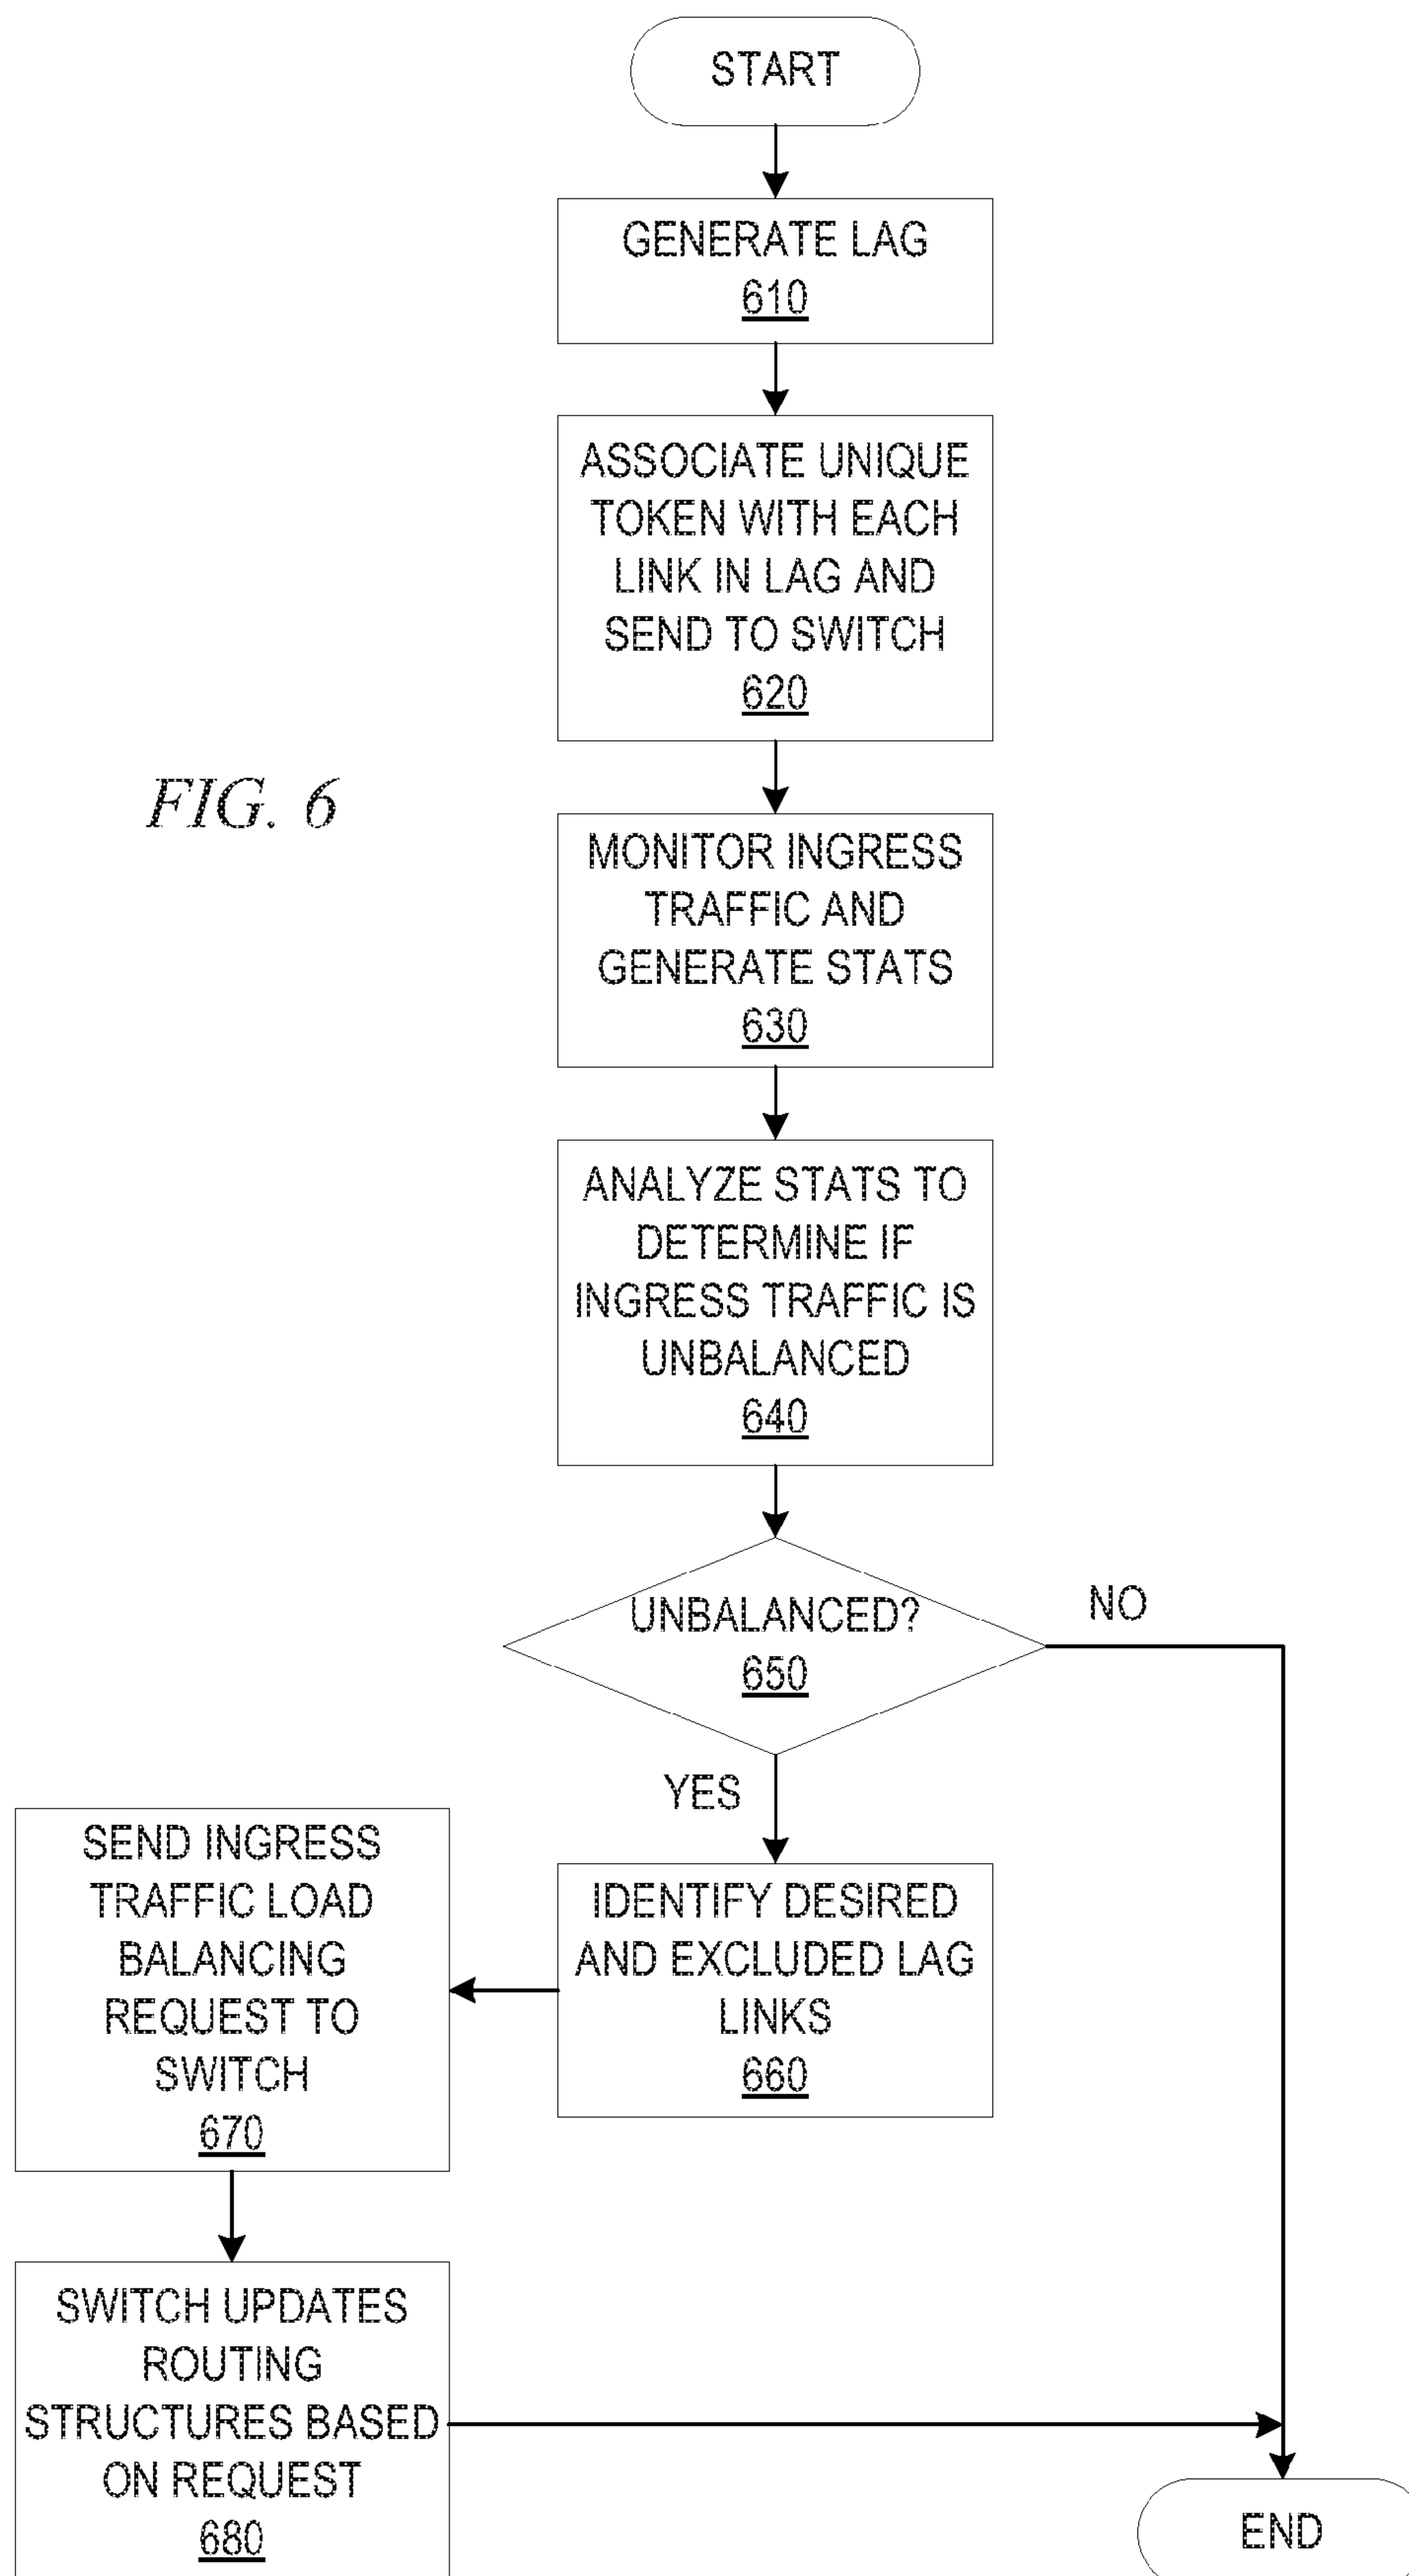 START
GENERATE LAG
610
ASSOCIATE UNIQUE
TOKEN WITH EACH
LINK IN LAG AND
SEND TO SWITCH
620
FIG. 6
MONITOR INGRESS
TRAFFIC AND
GENERATE STATS
630
ANALYZE STATS TO
DETERMINE IF
INGRESS TRAFFIC IS
UNBALANCED
640
UNBALANCED?
650
NO
YES
IDENTIFY DESIRED
AND EXCLUDED LAG
LINKS
660
SEND INGRESS
TRAFFIC LOAD
BALANCING
REQUEST TO
SWITCH
670
SWITCH UPDATES
ROUTING
STRUCTURES BASED
ON REQUEST
680
END